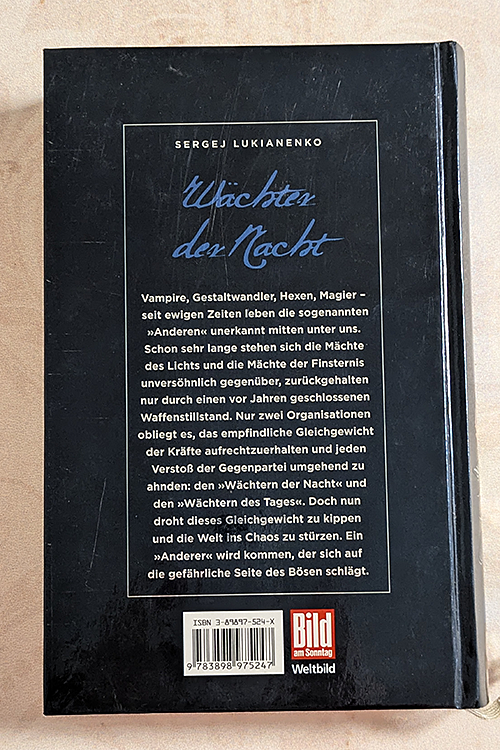 SERGEJ LUKIANENKO
Wächter
der Nacht
Vampire, Gestaltwandler, Hexen, Magier –
seit ewigen Zeiten leben die sogenannten
»Anderen« unerkannt mitten unter uns.
Schon sehr lange stehen sich die Mächte
des Lichts und die Mächte der Finsternis
unversöhnlich gegenüber, zurückgehalten
nur durch einen vor Jahren geschlossenen
Waffenstillstand. Nur zwei Organisationen
obliegt es, das empfindliche Gleichgewicht
der Kräfte aufrechtzuerhalten und jeden
Verstoß der Gegenpartei umgehend zu
ahnden: den »Wächtern der Nacht« und
den »Wächtern des Tages«. Doch nun
droht dieses Gleichgewicht zu kippen
und die Welt ins Chaos zu stürzen. Ein
»Anderer« wird kommen, der sich auf
die gefährliche Seite des Bösen schlägt.
ISBN 3-89897-524-X
9 783898 975247
Bild
am Sonntag
Weltbild